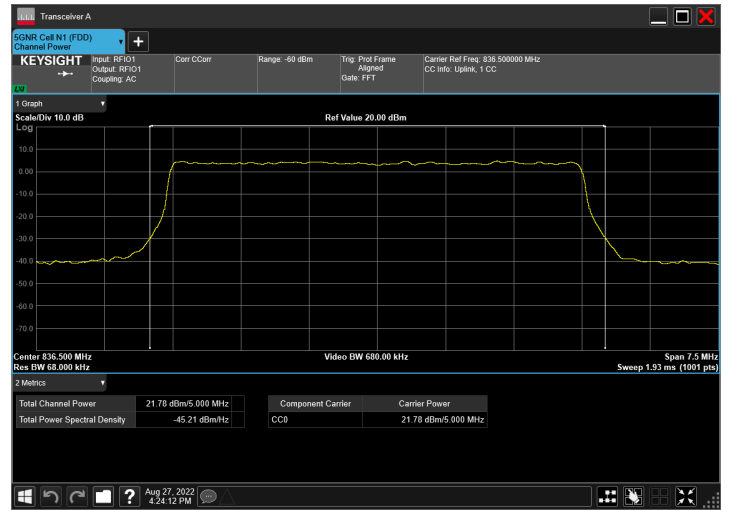 Transceiver A
5GNR Cell N1 (FDD)
Channel Power
KEYSIGHT
Input: RFIO1
Output: RFIO1
Coupling: AC
Corr CCorr
Range: -60 dBm
Trig: Prot Frame
Aligned
Gate: FFT
Carrier Ref Freq: 836.500000 MHz
CC Info: Uplink, 1 CC
LXI
1 Graph
Scale/Div 10.0 dB
Ref Value 20.00 dBm
Log
10.0
0.00
-10.0
-20.0
-30.0
-40.0
-50.0
-60.0
-70.0
Center 836.500 MHz
Video BW 680.00 kHz
Span 7.5 MHz
Res BW 68.000 kHz
Sweep 1.93 ms (1001 pts)
2 Metrics
Total Channel Power 21.78 dBm/5.000 MHz
Total Power Spectral Density -45.21 dBm/Hz
Component Carrier Carrier Power
CC0 21.78 dBm/5.000 MHz
?
Aug 27, 2022
4:24:12 PM